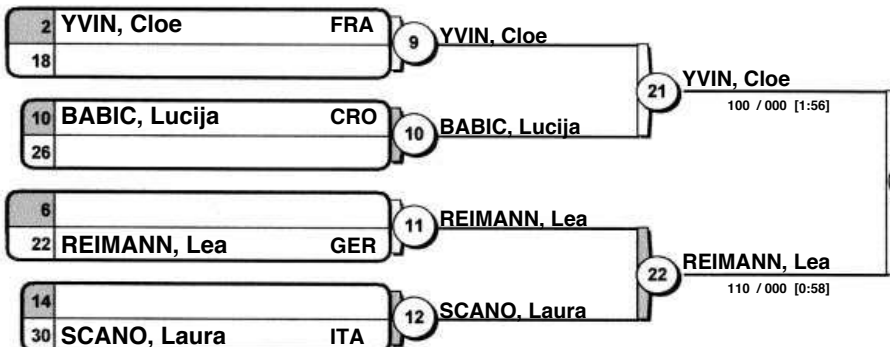 2 YVIN, Cloe FRA
18
9
YVIN, Cloe
10 BABIC, Lucija CRO
26
10
BABIC, Lucija
21
YVIN, Cloe
100 / 000 [1:56]
6
22 REIMANN, Lea GER
11
REIMANN, Lea
14
30 SCANO, Laura ITA
12
SCANO, Laura
22
REIMANN, Lea
110 / 000 [0:58]